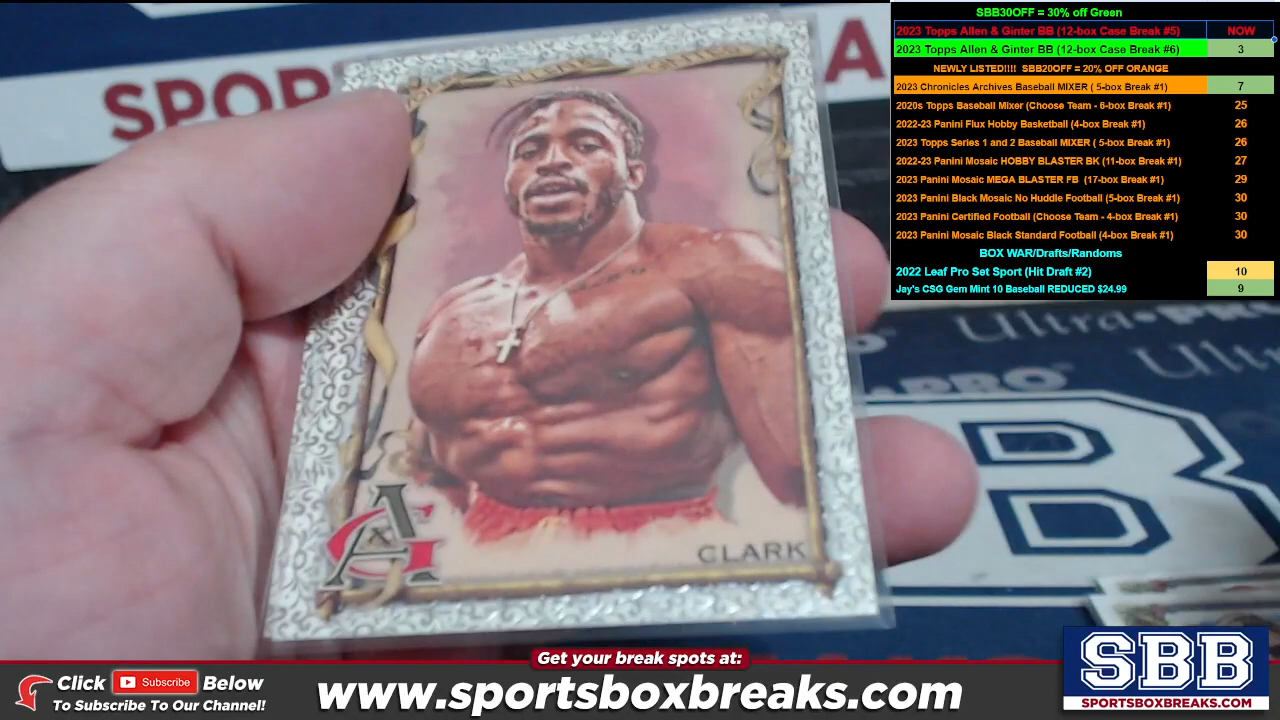 SBB30OFF = 30% off Green
2023 Topps Allen & Ginter BB (12-box Case Break #5) NOW
2023 Topps Allen & Ginter BB (12-box Case Break #6) 3
NEWLY LISTED!!!! SBB20OFF = 20% OFF ORANGE
2023 Chronicles Archives Baseball MIXER ( 5-box Break #1) 7
2020s Topps Baseball Mixer (Choose Team - 6-box Break #1) 25
2022-23 Panini Flux Hobby Basketball (4-box Break #1) 26
2023 Topps Series 1 and 2 Baseball MIXER ( 5-box Break #1) 26
2022-23 Panini Mosaic HOBBY BLASTER BK (11-box Break #1) 27
2023 Panini Mosaic MEGA BLASTER FB (17-box Break #1) 29
2023 Panini Black Mosaic No Huddle Football (5-box Break #1) 30
2023 Panini Certified Football (Choose Team - 4-box Break #1) 30
2023 Panini Mosaic Black Standard Football (4-box Break #1) 30
BOX WAR/Drafts/Randoms
2022 Leaf Pro Set Sport (Hit Draft #2) 10
Jay's CSG Gem Mint 10 Baseball REDUCED $24.99 9
SPOR
A
Ultra•PRO
PRO
B
A&G
CLARK
Get your break spots at:
Click Subscribe Below
To Subscribe To Our Channel!
www.sportsboxbreaks.com
SBB
SPORTSBOXBREAKS.COM